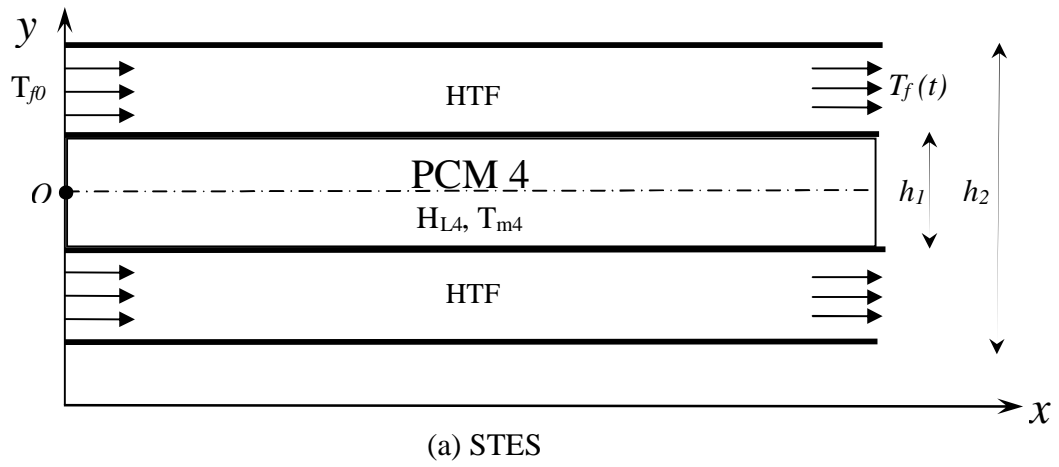 y
T_f0
HTF
T_f (t)
PCM 4
O
H_L4, T_m4
h_1
h_2
HTF
x
(a) STES